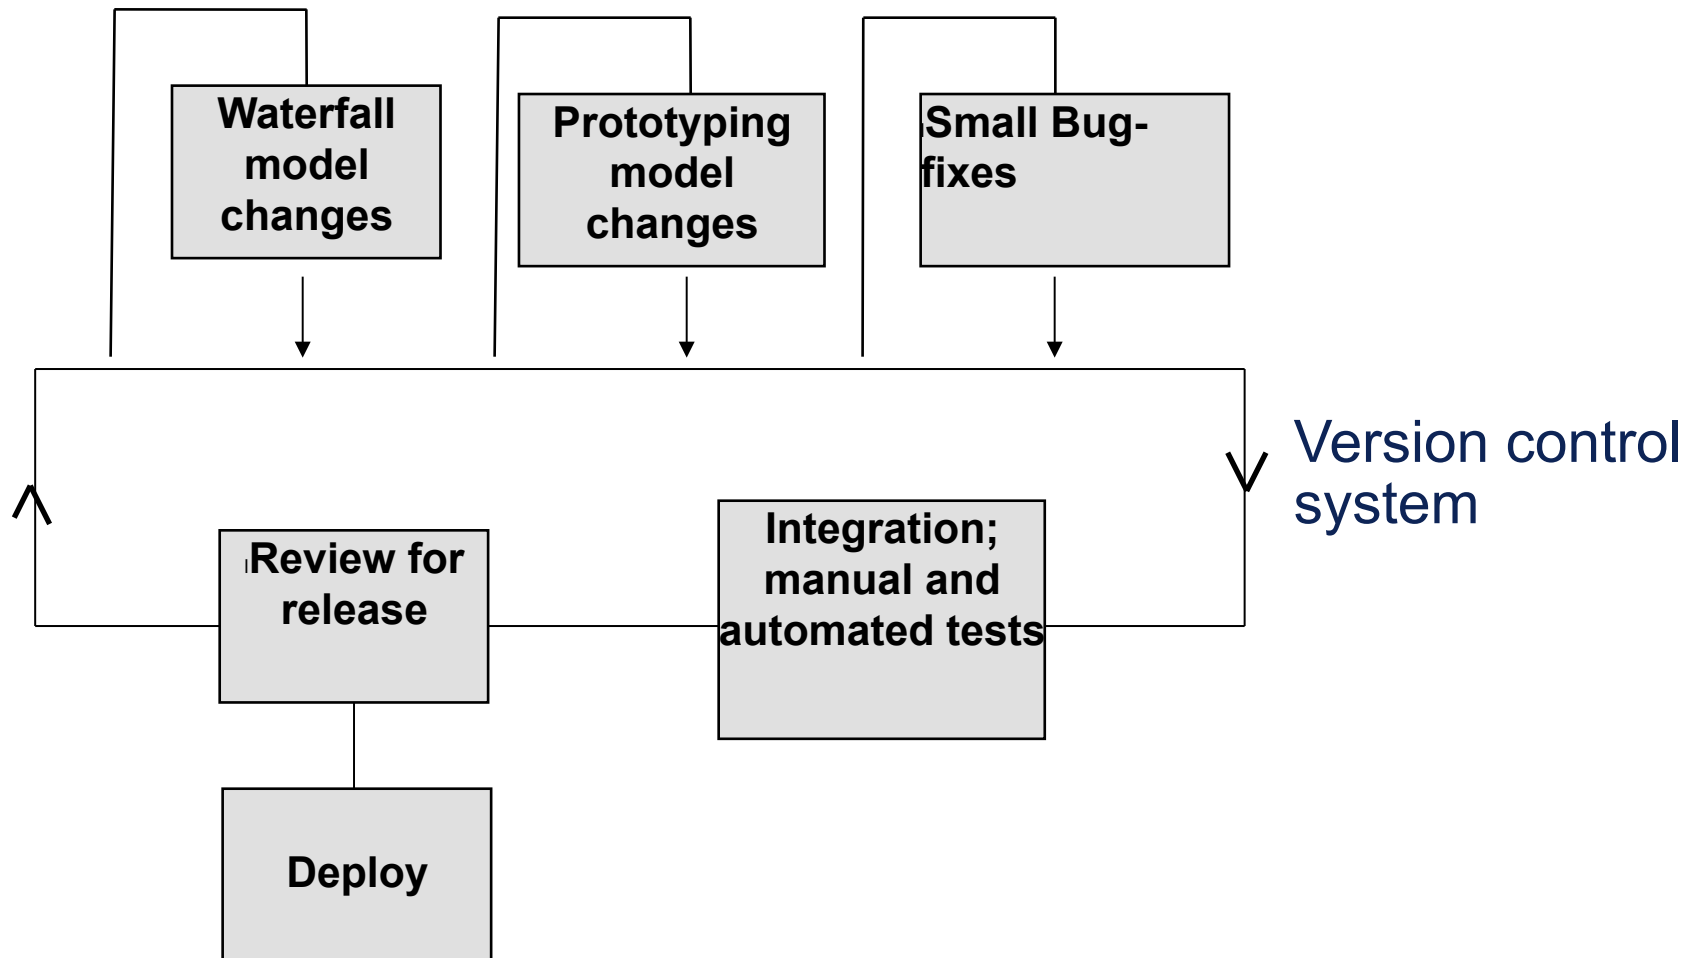 Waterfall
model
changes
Prototyping
model
changes
Small Bug-
fixes
Version control
system
Review for
release
Integration;
manual and
automated tests
Deploy